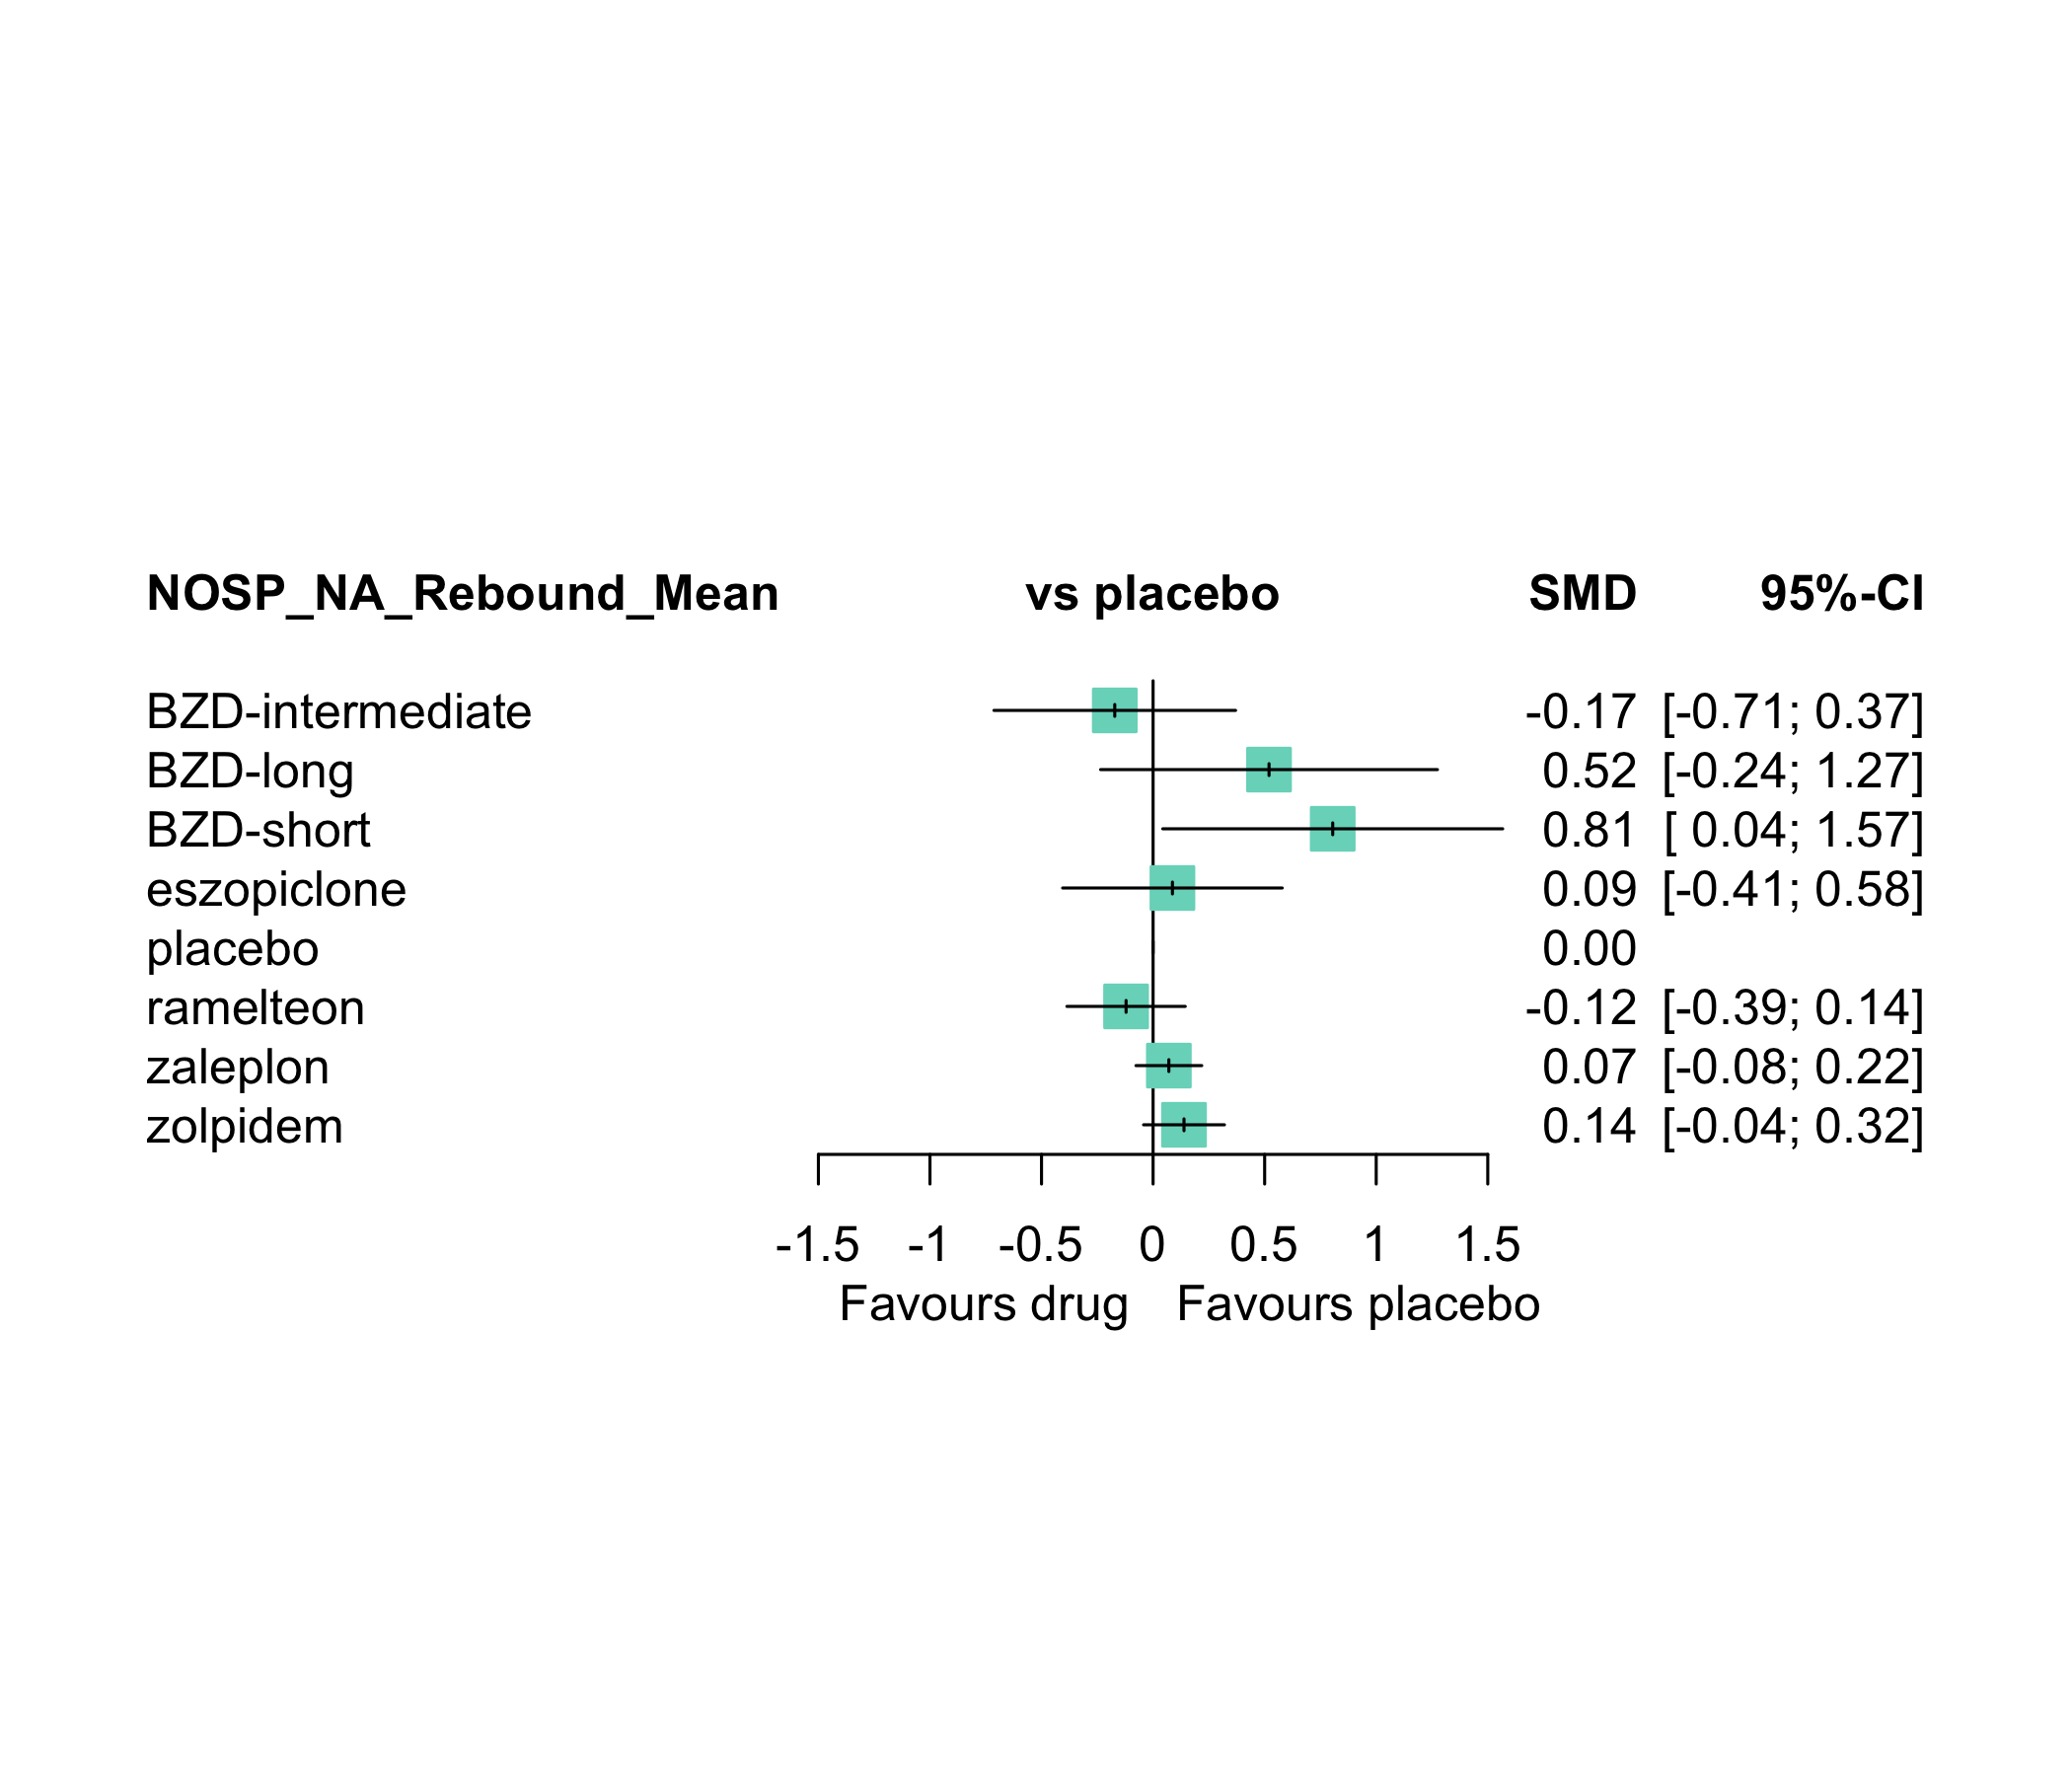 NOSP_NA_Rebound_Mean vs placebo SMD 95%-CI
BZD-intermediate -0.17 [-0.71; 0.37]
BZD-long 0.52 [-0.24; 1.27]
BZD-short 0.81 [ 0.04; 1.57]
eszopiclone 0.09 [-0.41; 0.58]
placebo 0.00
ramelteon -0.12 [-0.39; 0.14]
zaleplon 0.07 [-0.08; 0.22]
zolpidem 0.14 [-0.04; 0.32]
-1.5 -1 -0.5 0 0.5 1 1.5
Favours drug Favours placebo